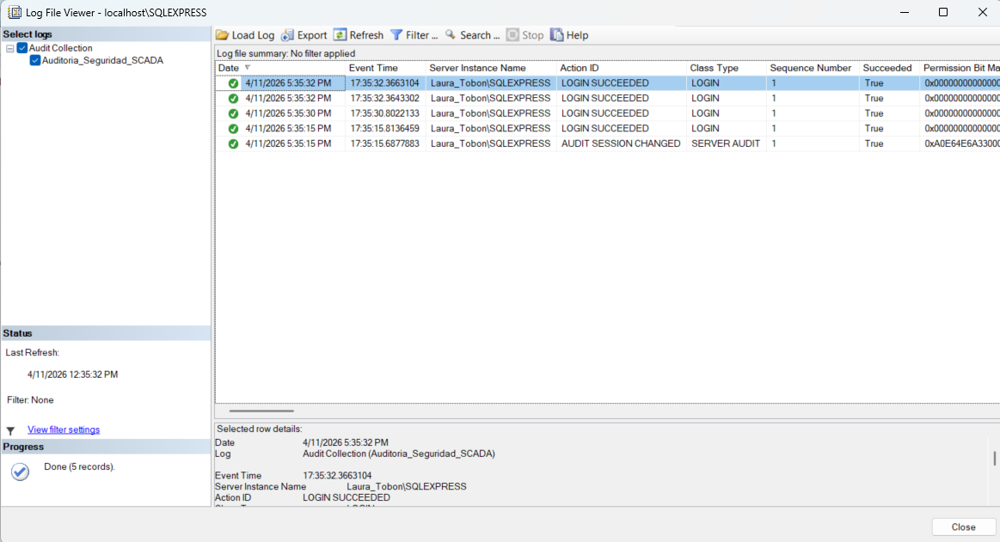 Log File Viewer - localhost\SQLEXPRESS
Select logs
Audit Collection
Auditoria_Seguridad_SCADA
Load Log Export Refresh Filter ... Search ... Stop Help
Log file summary: No filter applied
Date Event Time Server Instance Name Action ID Class Type Sequence Number Succeeded Permission Bit Ma
4/11/2026 5:35:32 PM 17:35:32.3663104 Laura_Tobon\SQLEXPRESS LOGIN SUCCEEDED LOGIN 1 True 0x00000000000000
4/11/2026 5:35:32 PM 17:35:32.3643302 Laura_Tobon\SQLEXPRESS LOGIN SUCCEEDED LOGIN 1 True 0x00000000000000
4/11/2026 5:35:30 PM 17:35:30.8022133 Laura_Tobon\SQLEXPRESS LOGIN SUCCEEDED LOGIN 1 True 0x00000000000000
4/11/2026 5:35:15 PM 17:35:15.8136459 Laura_Tobon\SQLEXPRESS LOGIN SUCCEEDED LOGIN 1 True 0x00000000000000
4/11/2026 5:35:15 PM 17:35:15.6877883 Laura_Tobon\SQLEXPRESS AUDIT SESSION CHANGED SERVER AUDIT 1 True 0xA0E64E6A33000
Status
Last Refresh:
4/11/2026 12:35:32 PM
Filter: None
View filter settings
Progress
Done (5 records).
Selected row details:
Date 4/11/2026 5:35:32 PM
Log Audit Collection (Auditoria_Seguridad_SCADA)
Event Time 17:35:32.3663104
Server Instance Name Laura_Tobon\SQLEXPRESS
Action ID LOGIN SUCCEEDED
Close